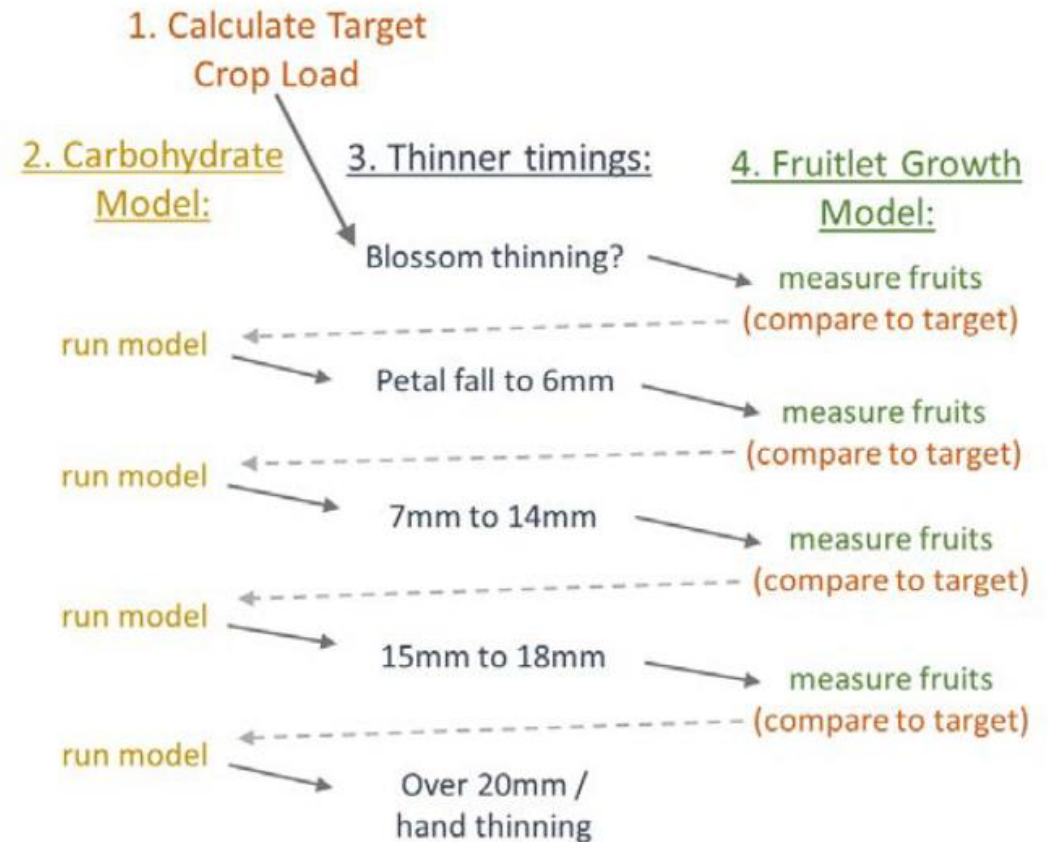 1. Calculate Target
Crop Load
2. Carbohydrate
Model:
3. Thinner timings:
4. Fruitlet Growth
Model:
Blossom thinning?
measure fruits
(compare to target)
run model
Petal fall to 6mm
measure fruits
(compare to target)
run model
7mm to 14mm
measure fruits
(compare to target)
run model
15mm to 18mm
measure fruits
(compare to target)
run model
Over 20mm /
hand thinning